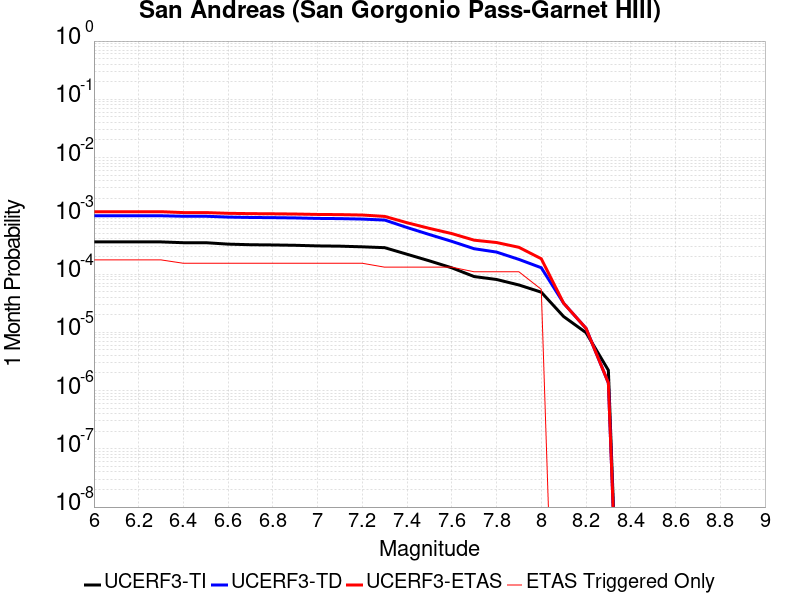 San Andreas (San Gorgonio Pass-Garnet HIll)
10^0
10^-1
10^-2
10^-3
10^-4
10^-5
10^-6
10^-7
10^-8
1 Month Probability
6 6.2 6.4 6.6 6.8 7 7.2 7.4 7.6 7.8 8 8.2 8.4 8.6 8.8 9
Magnitude
UCERF3-TI UCERF3-TD UCERF3-ETAS ETAS Triggered Only